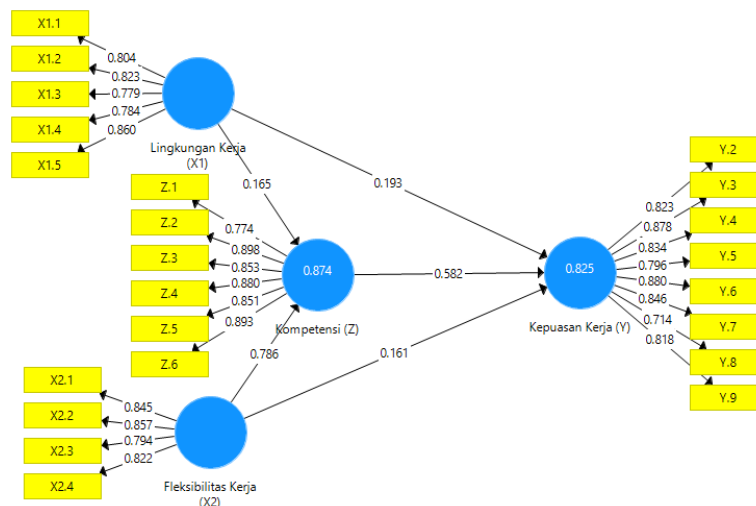 X1.1
X1.2
X1.3
X1.4
X1.5
0.804
0.823
0.779
0.784
0.860
Lingkungan Kerja
(X1)
0.165
0.193
Z.1
Z.2
Z.3
Z.4
Z.5
Z.6
0.774
0.898
0.853
0.880
0.851
0.893
0.874
Kompetensi (Z)
0.582
0.786
0.161
X2.1
X2.2
X2.3
X2.4
0.845
0.857
0.794
0.822
Fleksibilitas Kerja
(X2)
0.825
Kepuasan Kerja (Y)
0.823
0.878
0.834
0.796
0.880
0.846
0.714
0.818
Y.2
Y.3
Y.4
Y.5
Y.6
Y.7
Y.8
Y.9